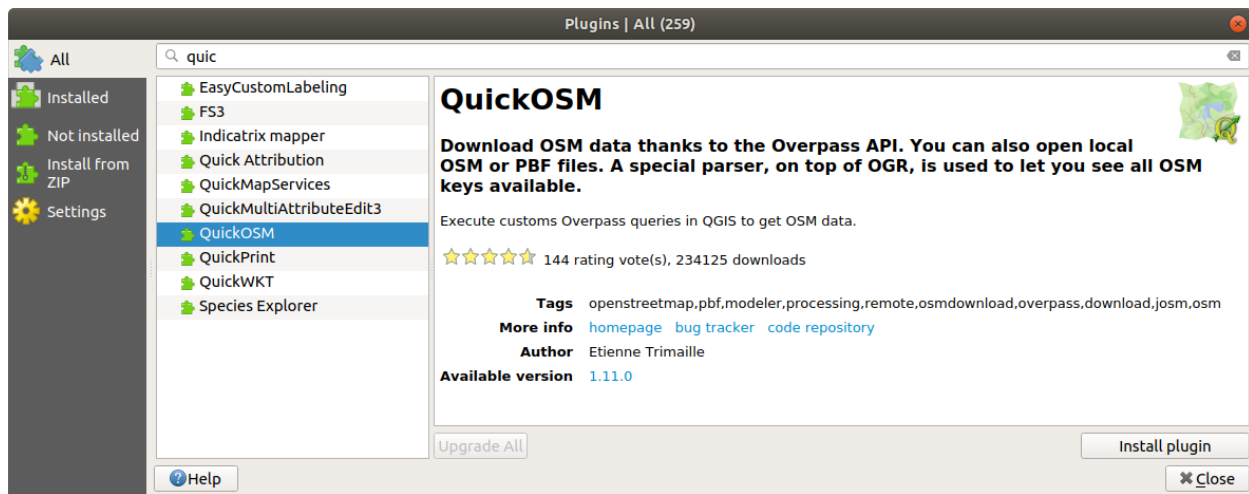 Plugins | All (259)
All
Installed
Not installed
Install from
ZIP
Settings
quic
EasyCustomLabeling
FS3
Indicatrix mapper
Quick Attribution
QuickMapServices
QuickMultiAttributeEdit3
QuickOSM
QuickPrint
QuickWKT
Species Explorer
QuickOSM
Download OSM data thanks to the Overpass API. You can also open local
OSM or PBF files. A special parser, on top of OGR, is used to let you see all OSM
keys available.
Execute customs Overpass queries in QGIS to get OSM data.
144 rating vote(s), 234125 downloads
Tags openstreetmap,pbf,modeler,processing,remote,osmdownload,overpass,download,josm,osm
More info homepage bug tracker code repository
Author Etienne Trimaille
Available version 1.11.0
Upgrade All
Install plugin
Help
Close